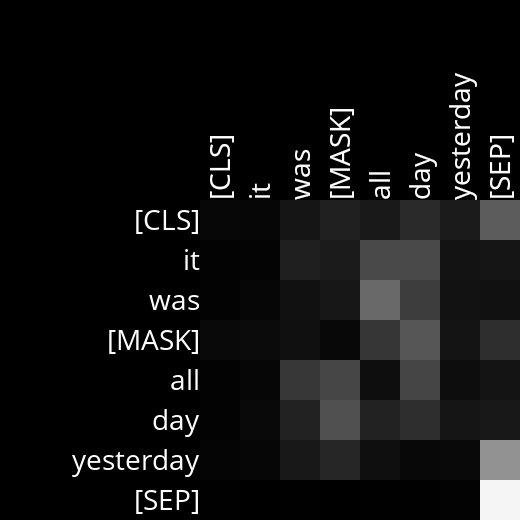 [CLS]
it
was
[MASK]
all
day
yesterday
[SEP]
[CLS]
it
was
[MASK]
all
day
yesterday
[SEP]